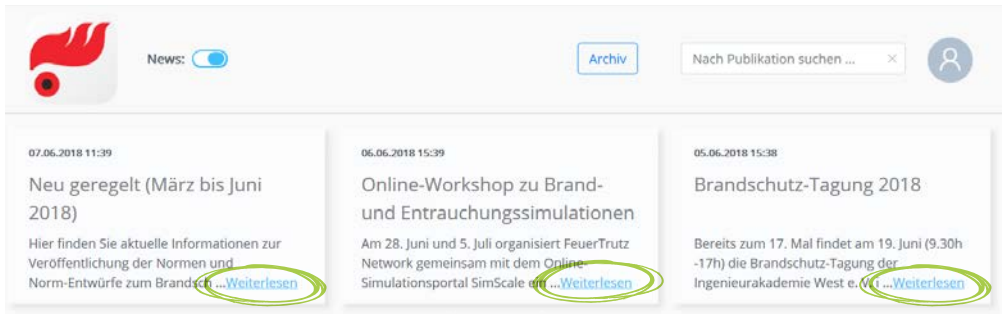 News:
Archiv
Nach Publikation suchen ...
07.06.2018 11:39
Neu geregelt (März bis Juni
2018)
Hier finden Sie aktuelle Informationen zur
Veröffentlichung der Normen und
Norm-Entwürfe zum Brandsch ...Weiterlesen
06.06.2018 15:39
Online-Workshop zu Brand-
und Entrauchungssimulationen
Am 28. Juni und 5. Juli organisiert FeuerTrutz
Network gemeinsam mit dem Online-
Simulationsportal SimScale ein ...Weiterlesen
05.06.2018 15:38
Brandschutz-Tagung 2018
Bereits zum 17. Mal findet am 19. Juni (9.30h
-17h) die Brandschutz-Tagung der
Ingenieurakademie West e. V. i ...Weiterlesen